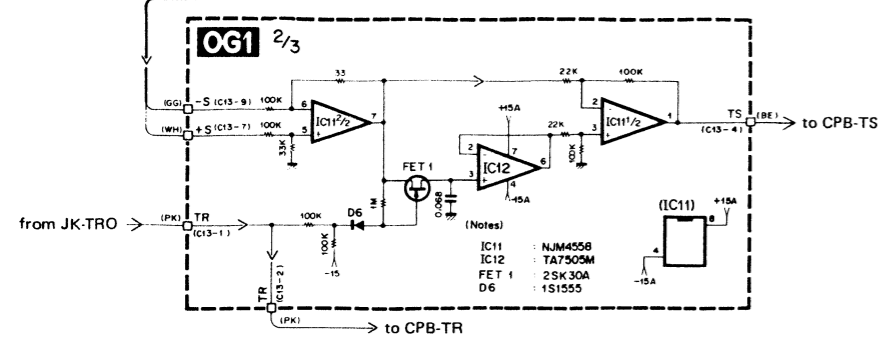 OG1 2/3
33
22K
100K
(GG) -S (C13-9) 100K
6
7
IC11 2/2
(WH) +S (C13-7) 100K
5
33K
+15A
22K
2
1
IC11 1/2
3
TS (BE)
(C13-4)
to CPB-TS
100K
FET 1
2
7
IC12
6
3
4
-15A
1M
0.068
(IC11)
+15A
8
4
-15A
from JK-TRO
(PK) TR
(C13-1)
100K
D6
100K
-15
(Notes)
IC11 : NJM4558
IC12 : TA7505M
FET 1 : 2SK30A
D6 : 1S1555
TR
(C13-2)
(PK)
to CPB-TR